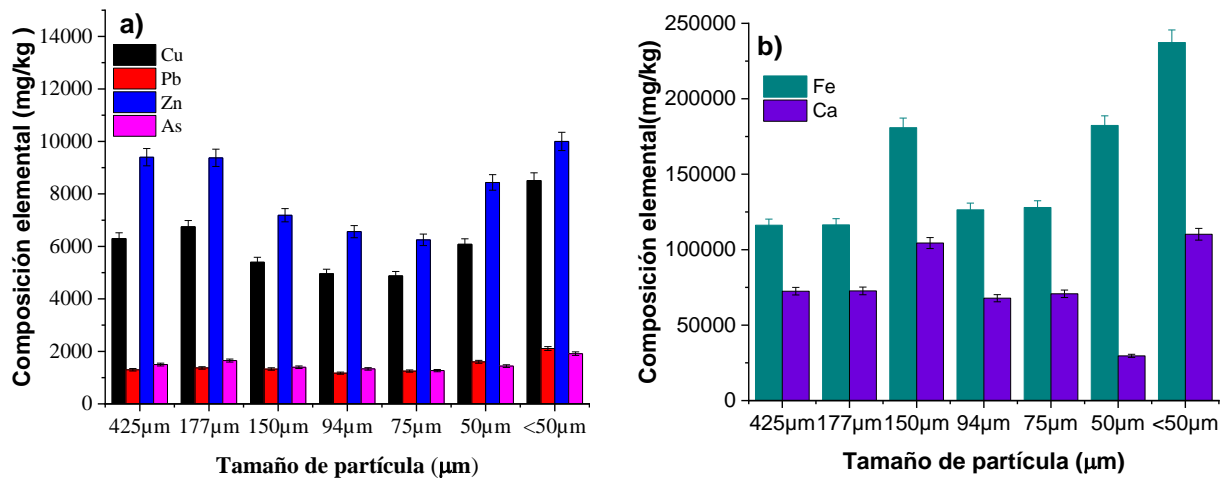 a)
Cu
Pb
Zn
As
14000
12000
10000
8000
6000
4000
2000
0
Composición elemental (mg/kg)
425µm 177µm 150µm 94µm 75µm 50µm <50µm
Tamaño de partícula (µm)
b)
Fe
Ca
250000
200000
150000
100000
50000
0
Composición elemental(mg/kg)
425µm 177µm 150µm 94µm 75µm 50µm <50µm
Tamaño de partícula (µm)